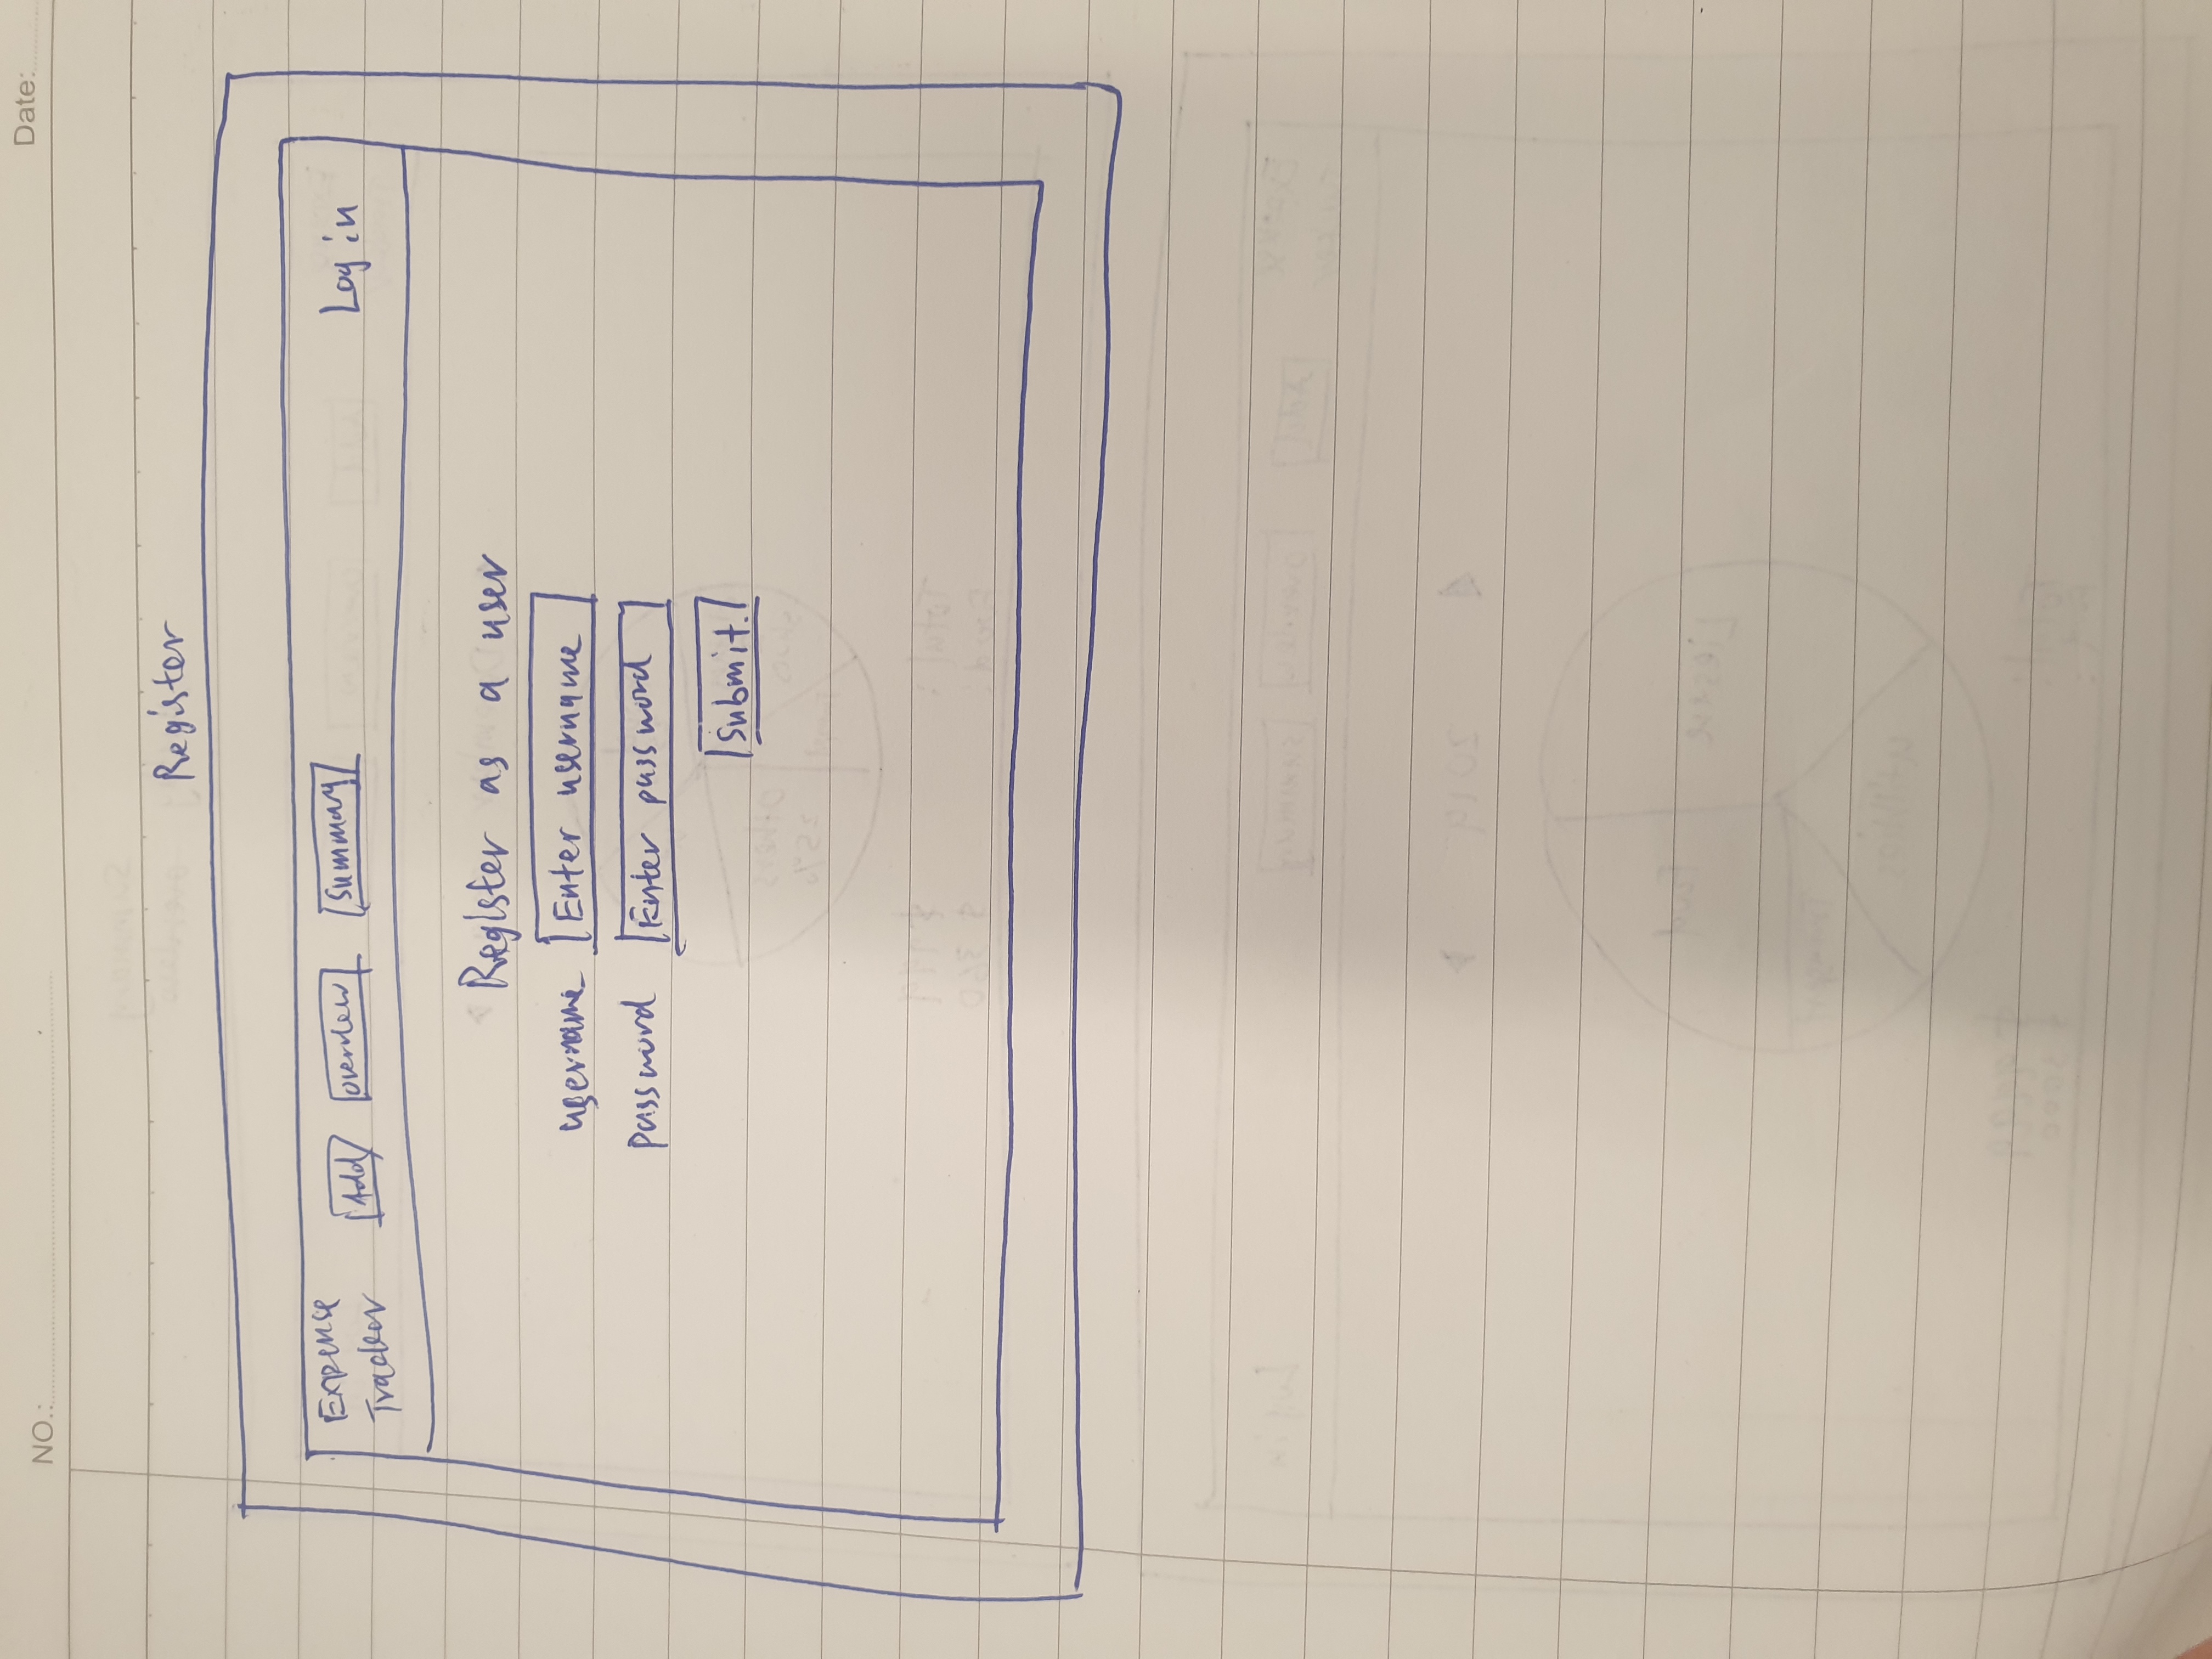 NO.:
Date:
Register
Expense
Tracker
Add
overview
Summary
Log in
Register as a user
username
Enter username
Password
Enter password
Submit.